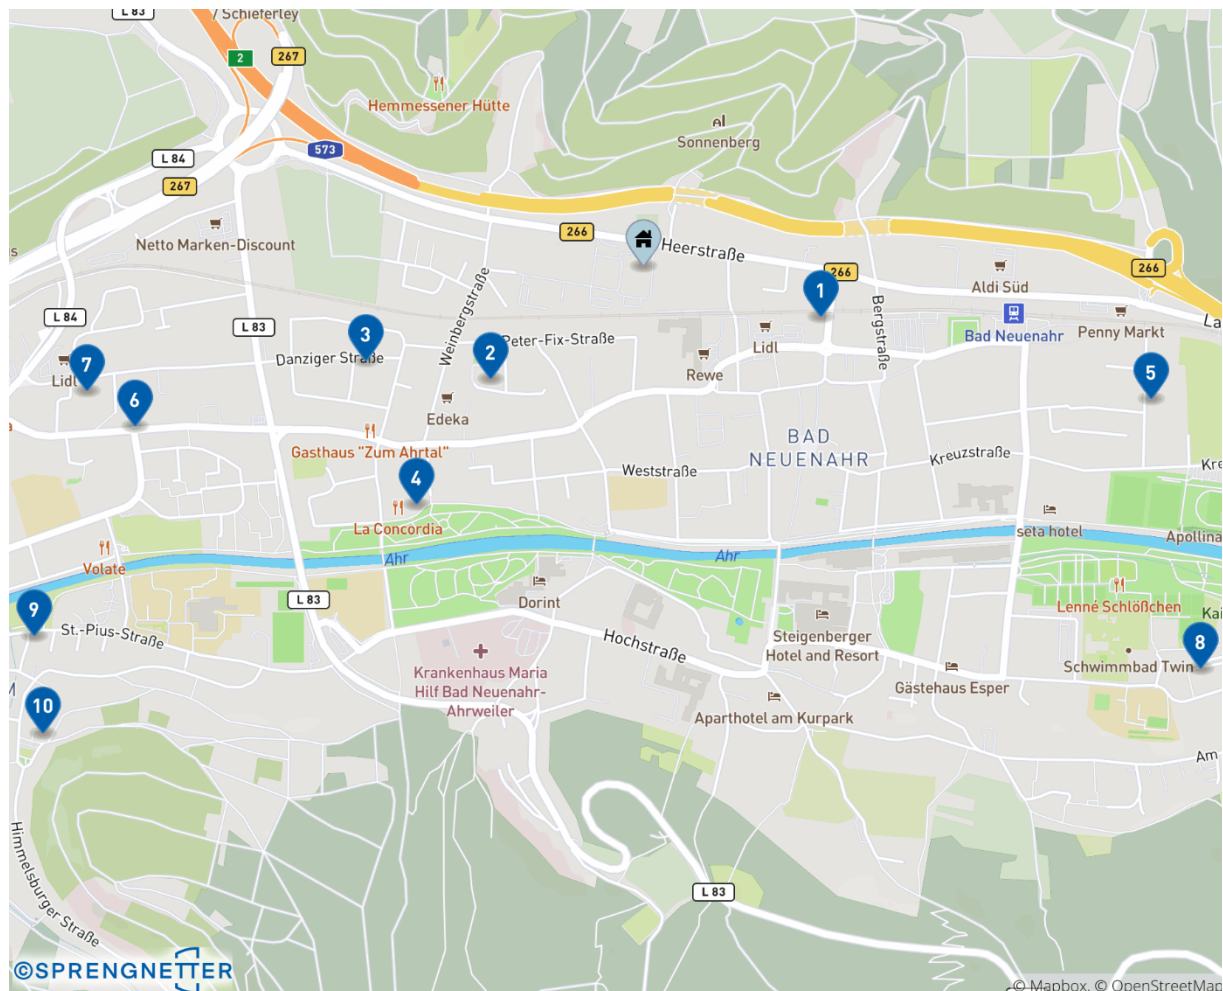 L 83
/ Schieferley
2
267
Hemmessener Hütte
Sonnenberg
573
L 84
267
Netto Marken-Discount
266
Heerstraße
266
Aldi Süd
266
1
L 84
L 83
Weinbergstraße
Bergstraße
Bad Neuenahr
Penny Markt
La
3
Danziger Straße
2
Peter-Fix-Straße
Lidl
Rewe
7
Lidl
5
6
Edeka
Gasthaus "Zum Ahrtal"
BAD
NEUENAHR
Weststraße
Kreuzstraße
Kre
4
La Concordia
seta hotel
Apollina
Volate
Ahr
Ahr
Dorint
L 83
Lenné Schlößchen
Kai
9
St.-Pius-Straße
Hochstraße
Steigenberger
Hotel and Resort
8
Schwimmbad Twin
Krankenhaus Maria
Hilf Bad Neuenahr-
Ahrweiler
Gästehaus Esper
M
10
Aparthotel am Kurpark
Am
Himmelsburger Straße
L 83
©SPRENGNETTER
© Mapbox, © OpenStreetMap